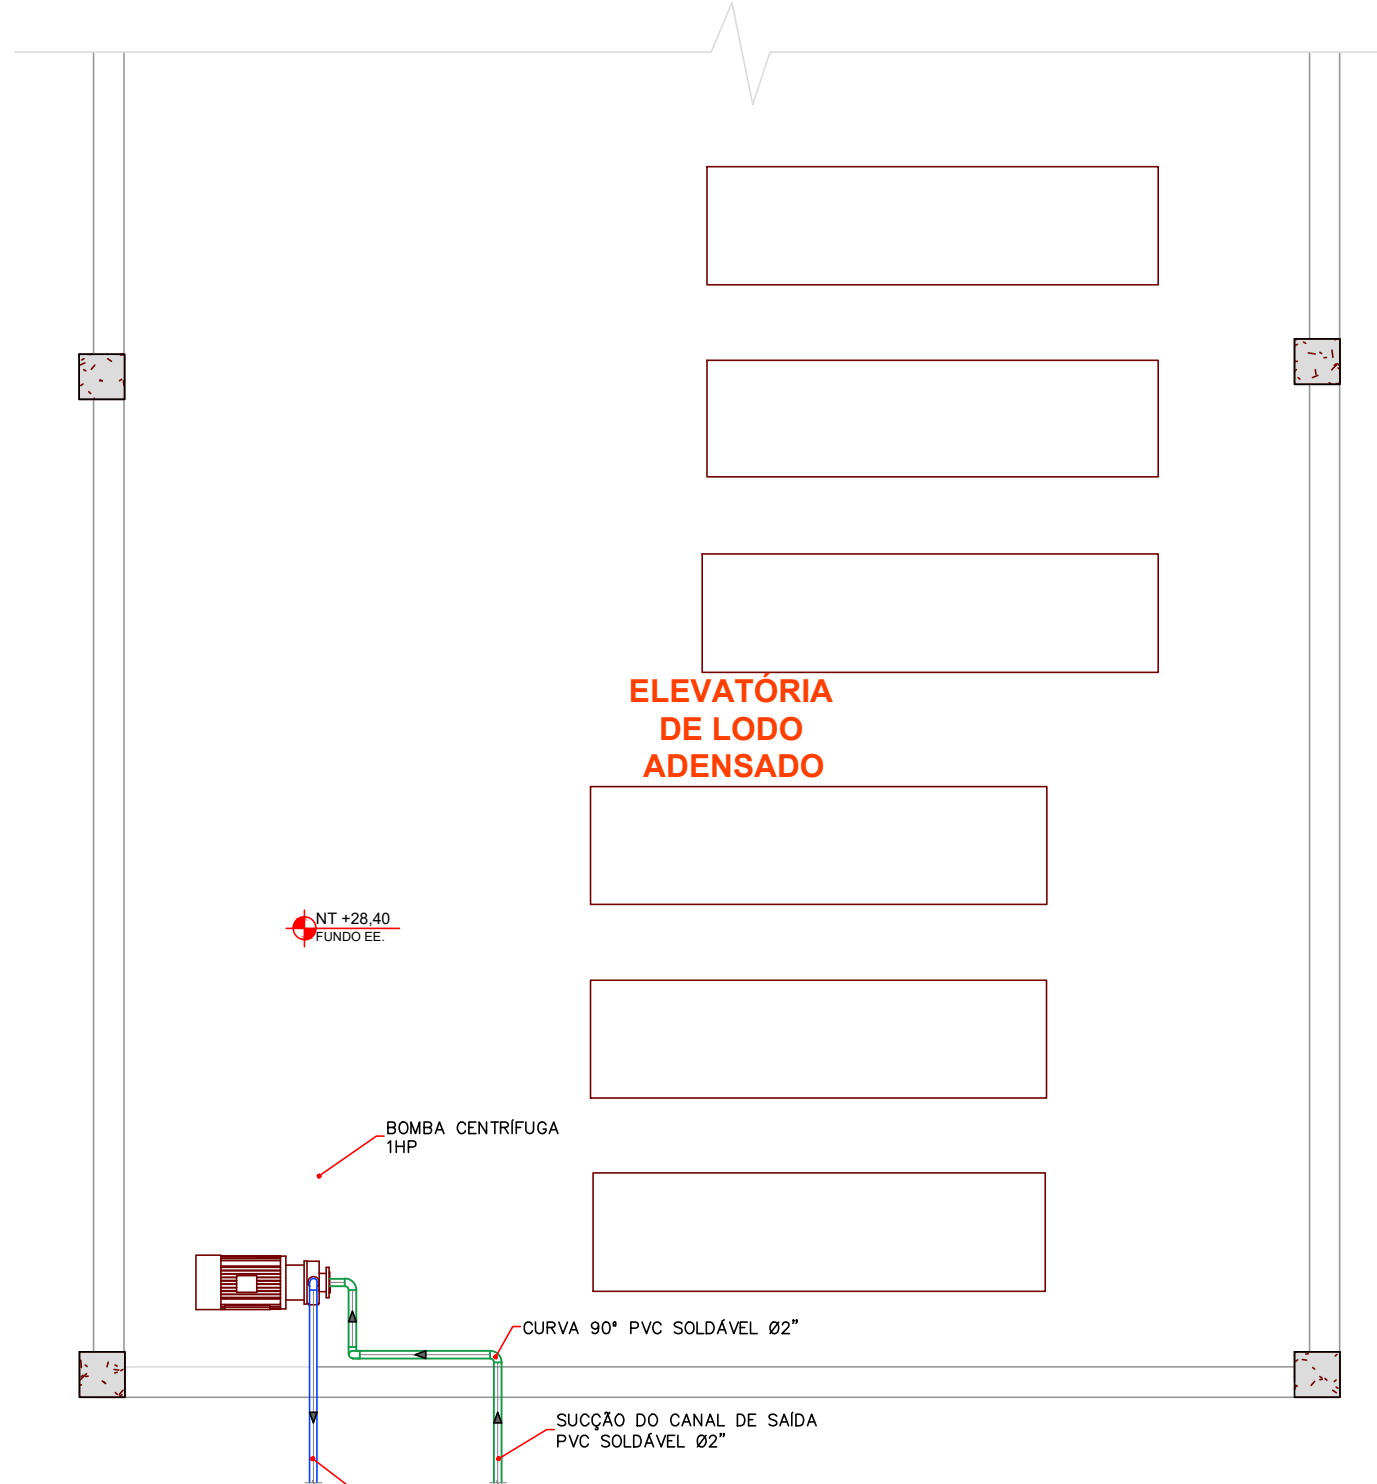 ELEVATÓRIA
DE LODO
ADENSADO
NT +28,40
FUNDO EE.
BOMBA CENTRÍFUGA
1HP
CURVA 90° PVC SOLDÁVEL Ø2”
SUCÇÃO DO CANAL DE SAÍDA
PVC SOLDÁVEL Ø2”